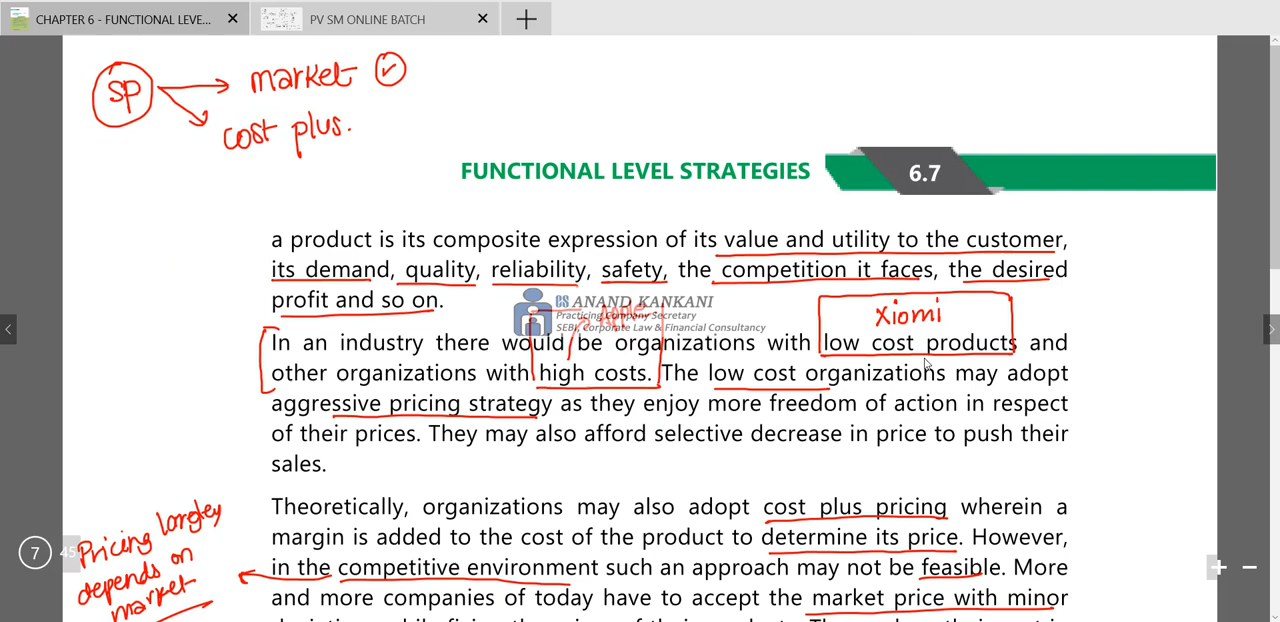 CHAPTER 6 - FUNCTIONAL LEVE...
PV SM ONLINE BATCH
SP
market
cost plus.
FUNCTIONAL LEVEL STRATEGIES
6.7
a product is its composite expression of its value and utility to the customer,
its demand, quality, reliability, safety, the competition it faces, the desired
profit and so on.
CS ANAND KANKANI
Practicing Company Secretary
SEBI, Corporate Law & Financial Consultancy
Apple
Xiomi
In an industry there would be organizations with low cost products and
other organizations with high costs. The low cost organizations may adopt
aggressive pricing strategy as they enjoy more freedom of action in respect
of their prices. They may also afford selective decrease in price to push their
sales.
Theoretically, organizations may also adopt cost plus pricing wherein a
margin is added to the cost of the product to determine its price. However,
in the competitive environment such an approach may not be feasible. More
and more companies of today have to accept the market price with minor
Pricing largley
depends on
market
7
45